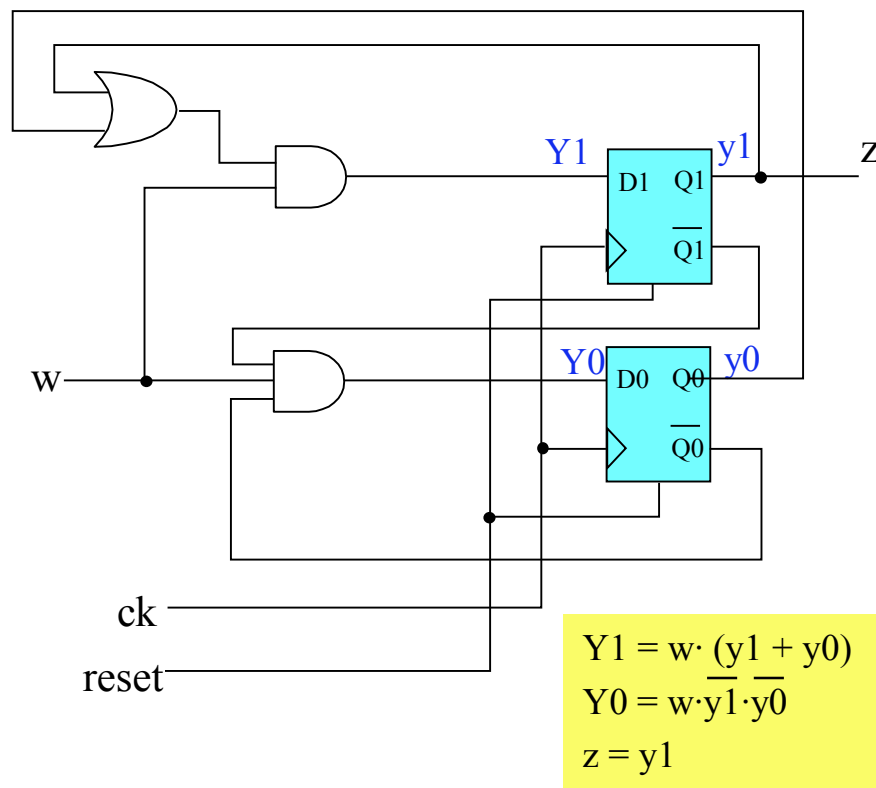 Y1
y1
z
D1 Q1
Q1̅
w
Y0
y0
D0 Q0
Q0̅
ck
reset
Y1 = w· (y1 + y0)
Y0 = w·y1̅·y0̅
z = y1